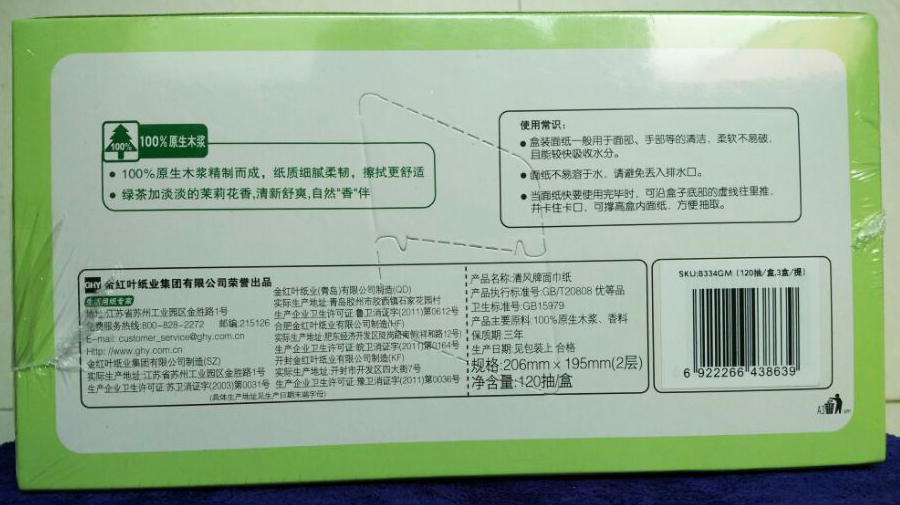 100%
100%原生木浆
● 100%原生木浆精制而成，纸质细腻柔韧，擦拭更舒适
● 绿茶加淡淡的茉莉花香,清新舒爽,自然"香"伴
使用常识：
● 盒装面纸一般用于面部、手部等的清洁，柔软不易破，
且能较快吸收水分。
● 面纸不易溶于水，请避免丢入排水口。
● 当面纸快要使用完毕时，可沿盒子底部的虚线往里推，
并卡住卡口，可撑高盒内面纸，方便抽取。
GHY 金红叶纸业集团有限公司荣誉出品
生活用纸专家
地址:江苏省苏州工业园区金胜路1号
免费服务热线:800-828-2272 邮编:215126
E-mail: customer_service@ghy.com.cn
Http://www.ghy.com.cn
金红叶纸业集团有限公司制造(SZ)
实际生产地址:江苏省苏州工业园区金胜路1号
生产企业卫生许可证:苏卫消证字(2003)第0031号
金红叶纸业(青岛)有限公司制造(QD)
实际生产地址:青岛胶州市胶西镇石家花园村
生产企业卫生许可证:鲁卫消证字(2011)第0612号
合肥金红叶纸业有限公司制造(HF)
实际生产地址:肥东经济开发区陵岗路(祥和路12号)
生产企业卫生许可证:皖卫消证字(2011)第0164号
开封金红叶纸业有限公司制造(KF)
实际生产地址:开封市开发区四大街7号
生产企业卫生许可证:豫卫消证字(2011)第0036号
(具体生产地址见生产日期末端字母)
产品名称:清风牌面巾纸
产品执行标准号:GB/T20808 优等品
卫生标准号:GB15979
产品主要原料:100%原生木浆、香料
保质期:三年
生产日期:见包装上 合格
规格:206mm×195mm(2层)
净含量:120抽/盒
SKU:B334GM (120抽/盒,3盒/提)
6 922266 438639
A3